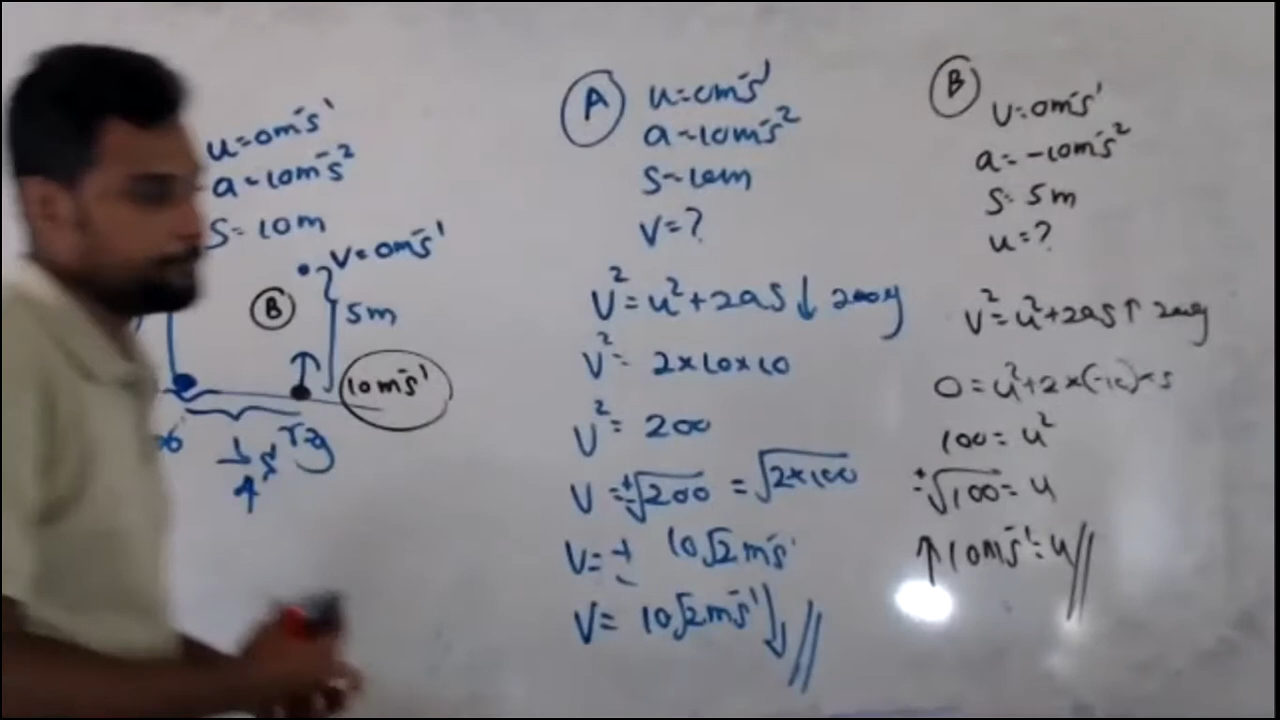 u=0ms⁻¹
a=10ms⁻²
S=10m
V=0ms⁻¹
B
5m
10ms⁻¹
A
u=0ms⁻¹
a=10ms⁻²
S=10m
V=?
V²=u²+2as↓
V²= 2×10×10
V²= 200
V=±√200 = √2×100
V=± 10√2ms⁻¹
V= 10√2ms⁻¹↓//
B
V=0ms⁻¹
a=-10ms⁻²
S=5m
u=?
V²=u²+2as↑
0=u²+2×(-10)×5
100=u²
±√100=u
↑10ms⁻¹=u//